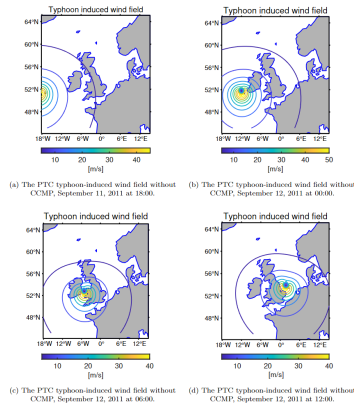 Typhoon induced wind field
64°N
60°N
56°N
52°N
48°N
18°W 12°W 6°W 0°E 6°E 12°E
10 20 30 40
[m/s]
(a) The PTC typhoon-induced wind field without
CCMP, September 11, 2011 at 18:00.
Typhoon induced wind field
64°N
60°N
56°N
52°N
48°N
18°W 12°W 6°W 0°E 6°E 12°E
10 20 30 40 50
[m/s]
(b) The PTC typhoon-induced wind field without
CCMP, September 12, 2011 at 00:00.
Typhoon induced wind field
64°N
60°N
56°N
52°N
48°N
18°W 12°W 6°W 0°E 6°E 12°E
10 20 30 40
[m/s]
(c) The PTC typhoon-induced wind field without
CCMP, September 12, 2011 at 06:00.
Typhoon induced wind field
64°N
60°N
56°N
52°N
48°N
18°W 12°W 6°W 0°E 6°E 12°E
10 20 30 40
[m/s]
(d) The PTC typhoon-induced wind field without
CCMP, September 12, 2011 at 12:00.